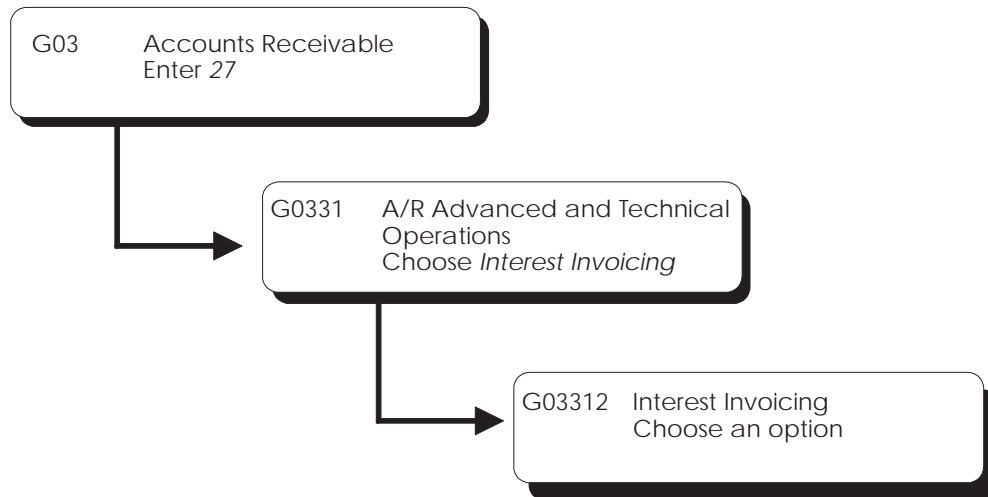 G03 Accounts Receivable
Enter 27
G0331 A/R Advanced and Technical
Operations
Choose Interest Invoicing
G03312 Interest Invoicing
Choose an option